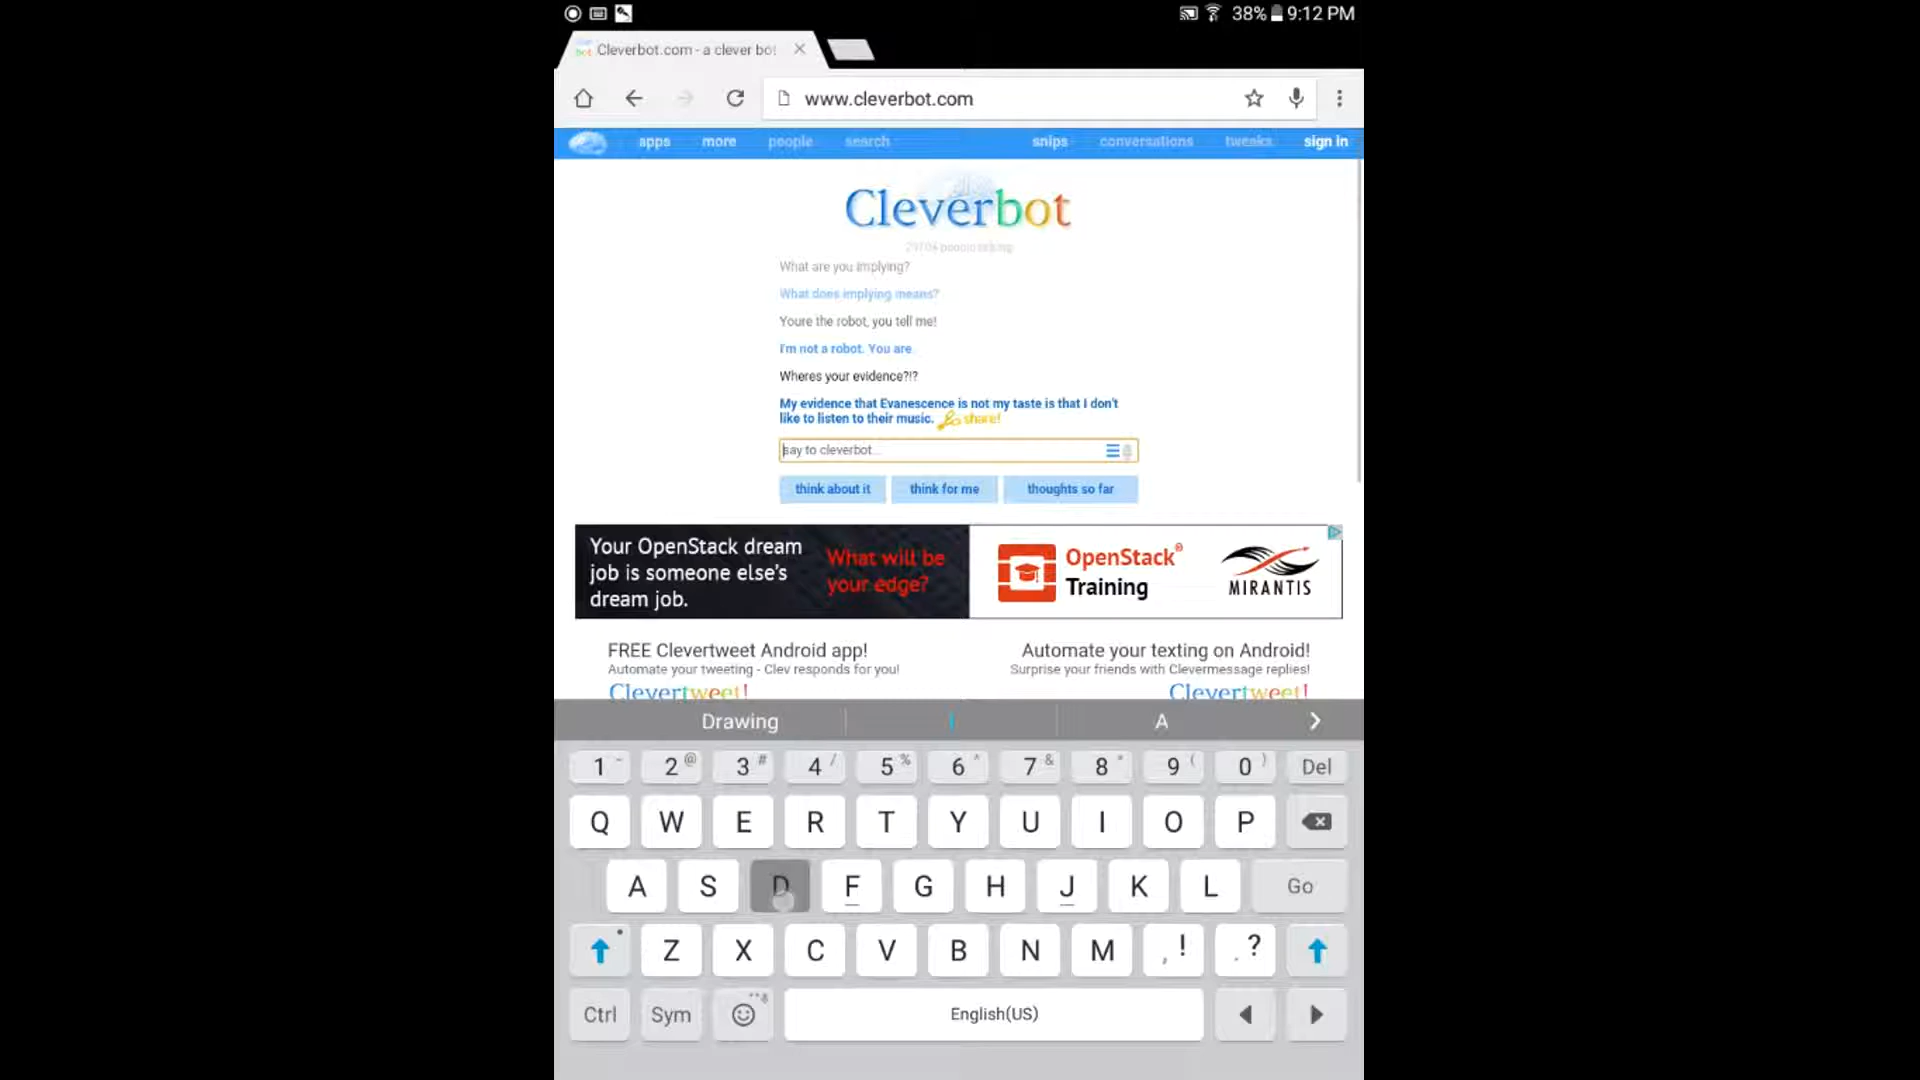 38% 9:12 PM
Cleverbot.com - a clever bot
www.cleverbot.com
apps more people search snips conversations tweaks sign in
Cleverbot
people talking
What are you implying?
What does implying means?
Youre the robot, you tell me!
I'm not a robot. You are.
Wheres your evidence?!?
My evidence that Evanescence is not my taste is that I don't
like to listen to their music. share!
say to cleverbot...
think about it think for me thoughts so far
Your OpenStack dream
job is someone else's
dream job.
What will be
your edge?
OpenStack®
Training
MIRANTIS
FREE Clevertweet Android app!
Automate your tweeting - Clev responds for you!
Clevertweet!
Automate your texting on Android!
Surprise your friends with Clevermessage replies!
Clevertweet!
Drawing I A
1 - 2 @ 3 # 4 / 5 % 6 ^ 7 & 8 * 9 ( 0 ) Del
Q W E R T Y U I O P
A S D F G H J K L Go
Z X C V B N M , ! . ?
Ctrl Sym English(US)